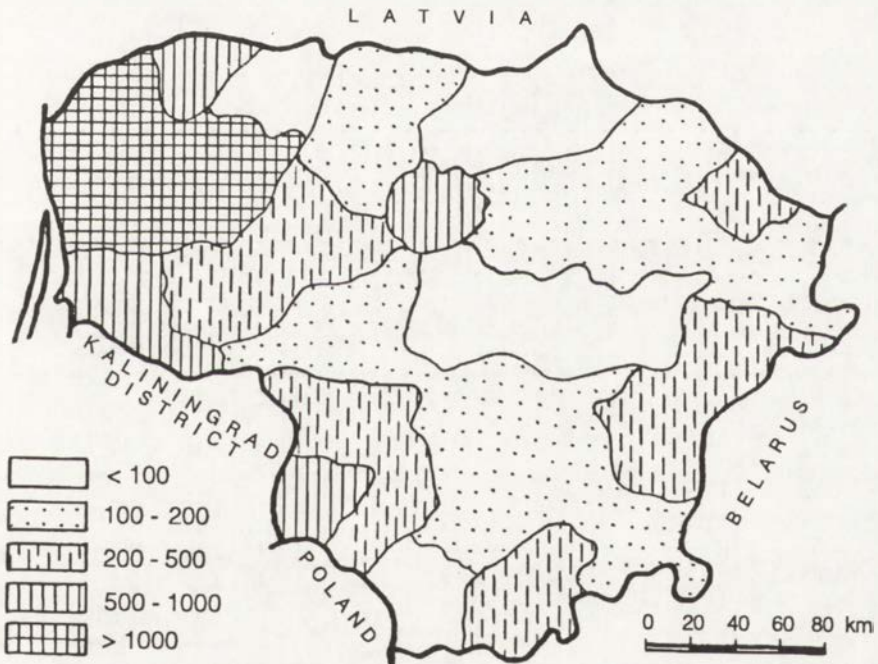 LATVIA
KALININGRAD
DISTRICT
POLAND
BELARUS
< 100
100 - 200
200 - 500
500 - 1000
> 1000
0 20 40 60 80 km